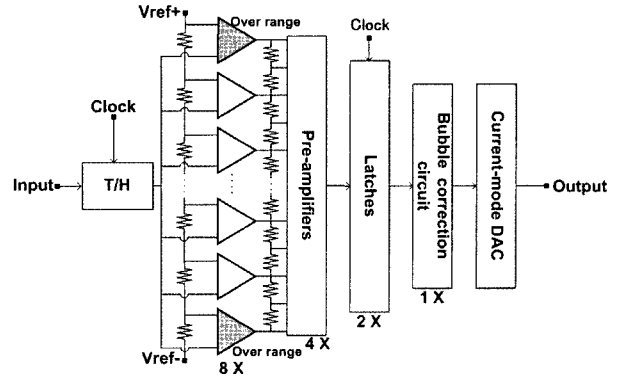 Vref+
Over range
Clock
Clock
Input
T/H
Pre-amplifiers
Latches
Bubble correction
circuit
Current-mode DAC
Output
1 X
2 X
4 X
Over range
Vref-
8 X